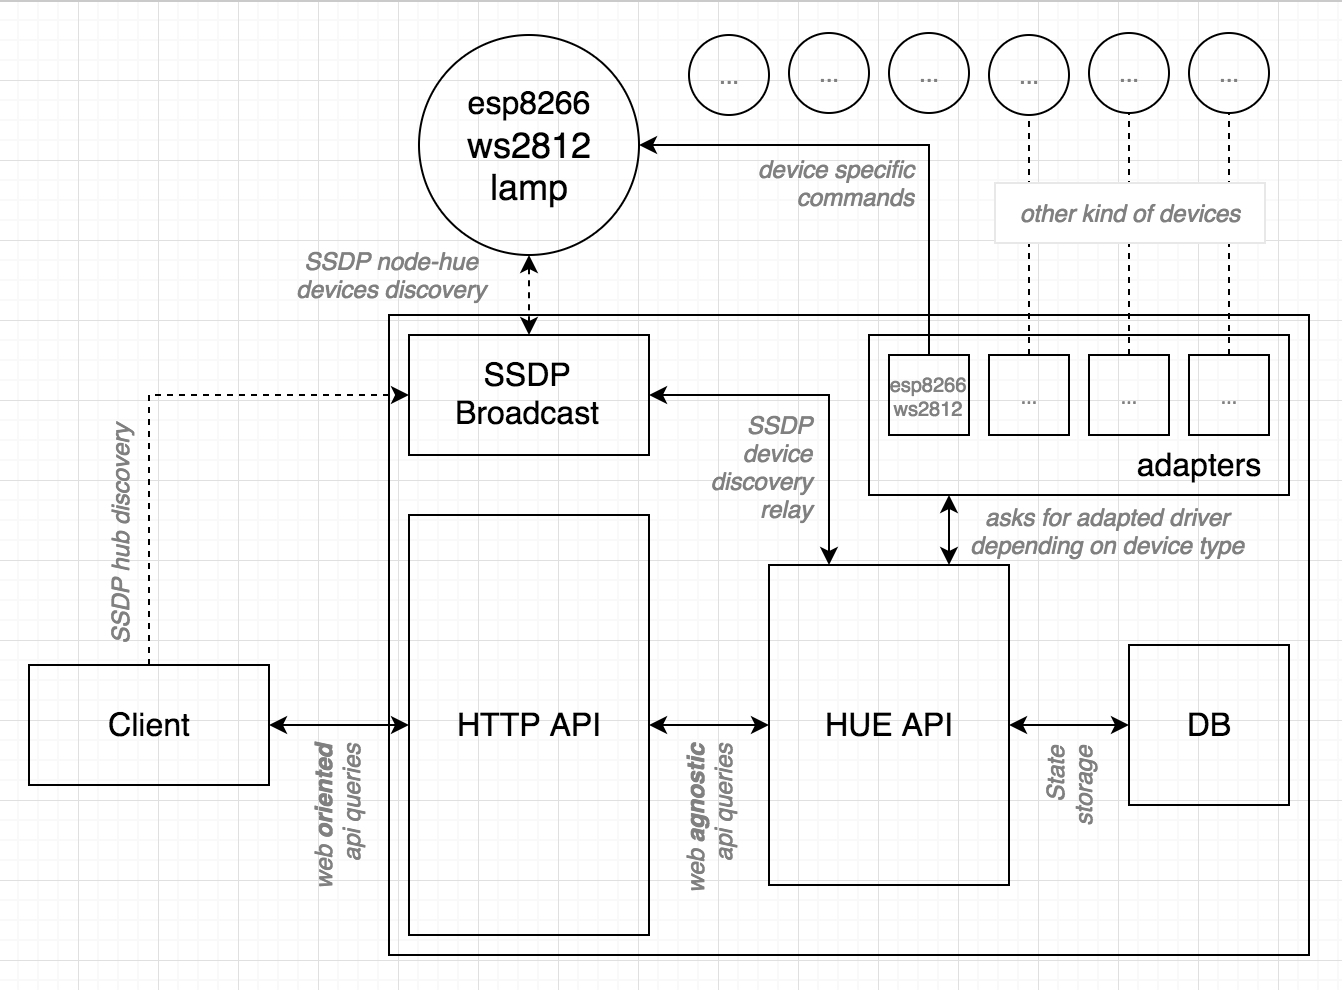 esp8266
ws2812
lamp
...
...
...
...
...
...
device specific
commands
other kind of devices
SSDP node-hue
devices discovery
SSDP
Broadcast
esp8266
ws2812
...
...
...
adapters
SSDP
device
discovery
relay
asks for adapted driver
depending on device type
SSDP hub discovery
Client
HTTP API
HUE API
DB
web oriented
api queries
web agnostic
api queries
State
storage